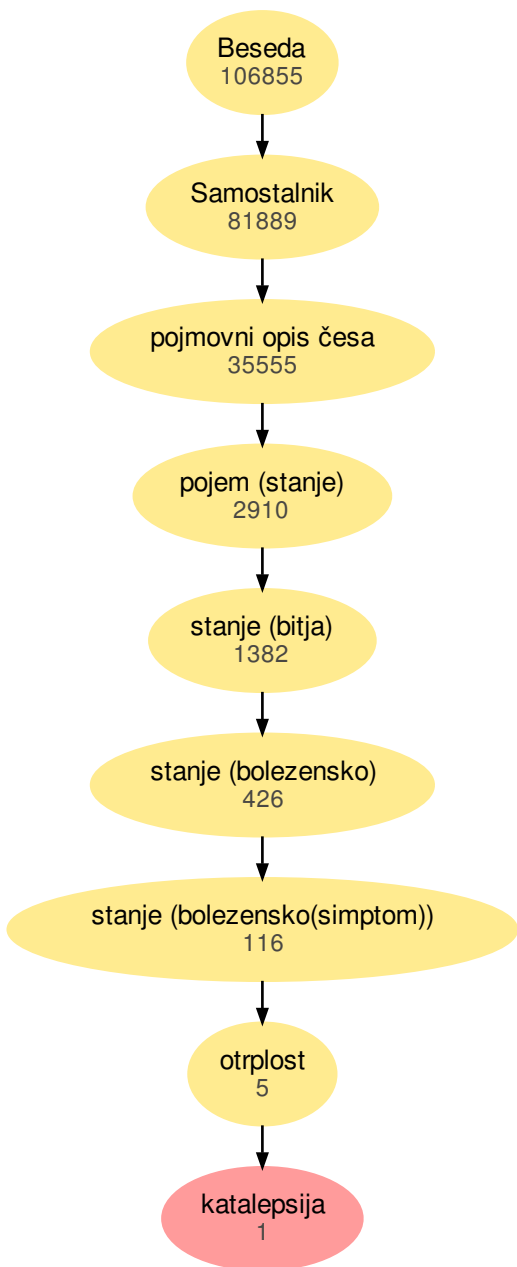 Beseda
106855
Samostalnik
81889
pojmovni opis česa
35555
pojem (stanje)
2910
stanje (bitja)
1382
stanje (bolezensko)
426
stanje (bolezensko(simptom))
116
otrplost
5
katalepsija
1